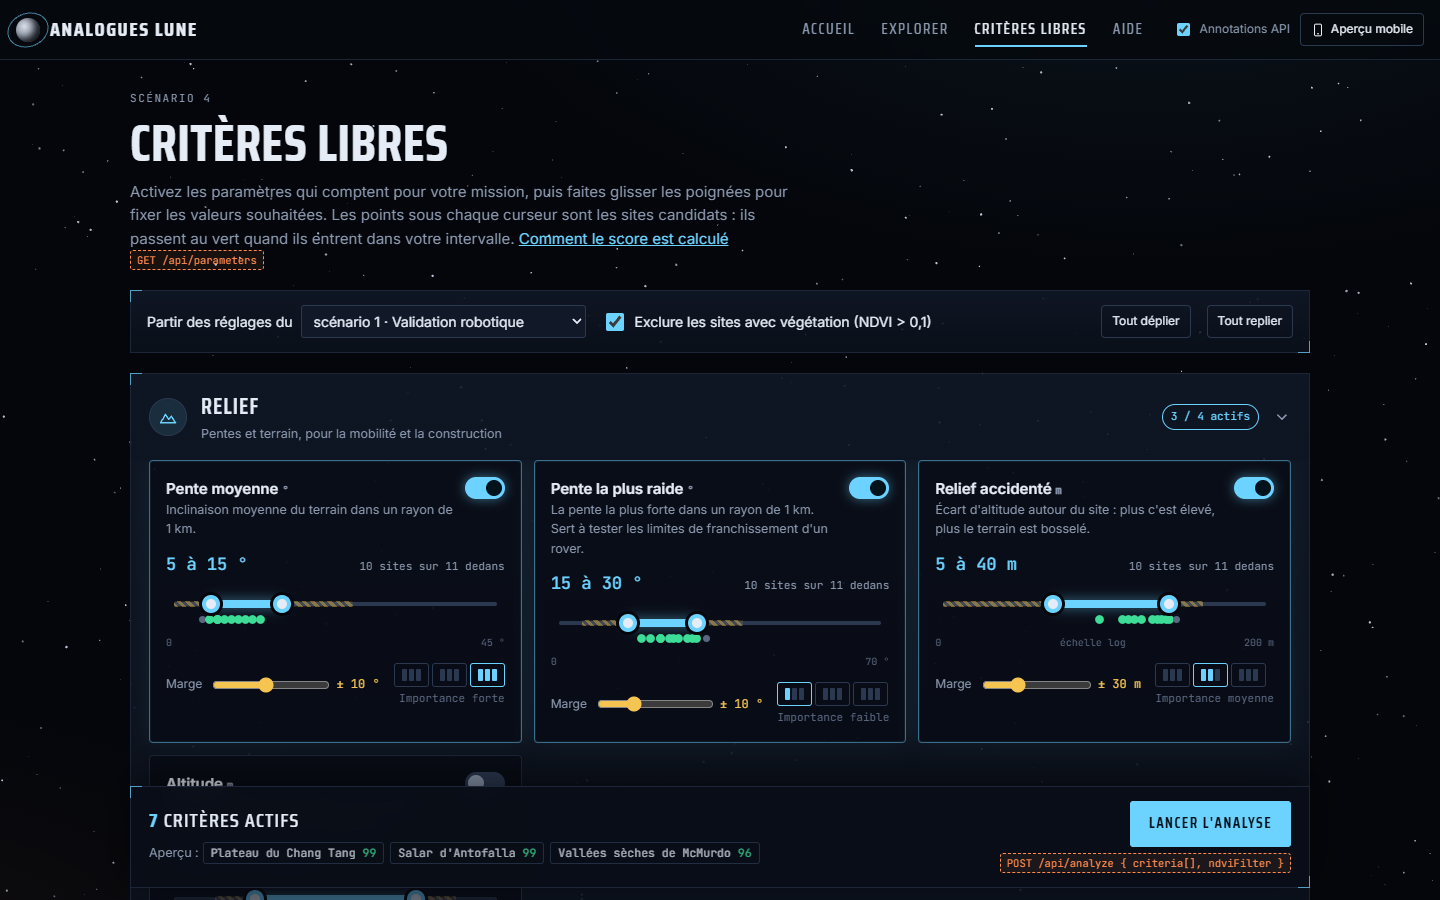 ANALOGUES LUNE
ACCUEIL
EXPLORER
CRITÈRES LIBRES
AIDE
Annotations API
Aperçu mobile
SCÉNARIO 4
CRITÈRES LIBRES
Activez les paramètres qui comptent pour votre mission, puis faites glisser les poignées pour
fixer les valeurs souhaitées. Les points sous chaque curseur sont les sites candidats : ils
passent au vert quand ils entrent dans votre intervalle. Comment le score est calculé
GET /api/parameters
Partir des réglages du
scénario 1 · Validation robotique
Exclure les sites avec végétation (NDVI > 0,1)
Tout déplier
Tout replier
RELIEF
Pentes et terrain, pour la mobilité et la construction
3 / 4 actifs
Pente moyenne °
Inclinaison moyenne du terrain dans un rayon de
1 km.
5 à 15 °
10 sites sur 11 dedans
0
45 °
Marge
± 10 °
Importance forte
Pente la plus raide °
La pente la plus forte dans un rayon de 1 km.
Sert à tester les limites de franchissement d'un
rover.
15 à 30 °
10 sites sur 11 dedans
0
70 °
Marge
± 10 °
Importance faible
Relief accidenté m
Écart d'altitude autour du site : plus c'est élevé,
plus le terrain est bosselé.
5 à 40 m
10 sites sur 11 dedans
0
échelle log
200 m
Marge
± 30 m
Importance moyenne
Altitude m
7 CRITÈRES ACTIFS
Aperçu :
Plateau du Chang Tang 99
Salar d'Antofalla 99
Vallées sèches de McMurdo 96
LANCER L'ANALYSE
POST /api/analyze { criteria[], ndviFilter }